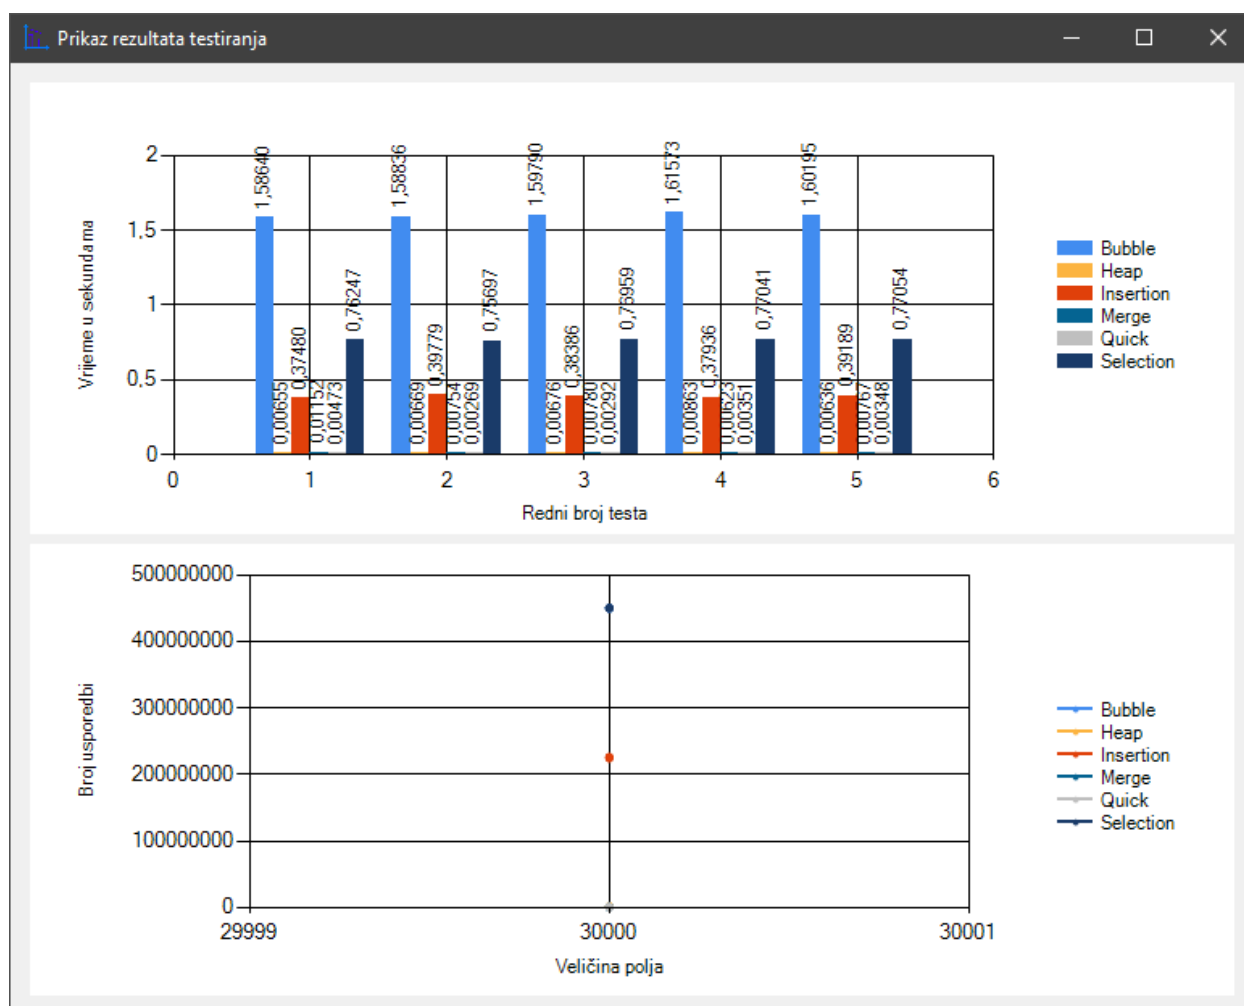 Prikaz rezultata testiranja
Vrijeme u sekundama
2
1,5
1
0,5
0
1,58640
0,00655
0,37480
0,01152
0,00473
0,76247
1,58836
0,00669
0,39779
0,00754
0,00269
0,75697
1,59790
0,00676
0,38386
0,00780
0,00292
0,76959
1,61573
0,00863
0,37936
0,00623
0,00351
0,77041
1,60195
0,00636
0,39189
0,00767
0,00348
0,77054
0 1 2 3 4 5 6
Redni broj testa
Bubble
Heap
Insertion
Merge
Quick
Selection
Broj usporedbi
500000000
400000000
300000000
200000000
100000000
0
29999 30000 30001
Veličina polja
Bubble
Heap
Insertion
Merge
Quick
Selection